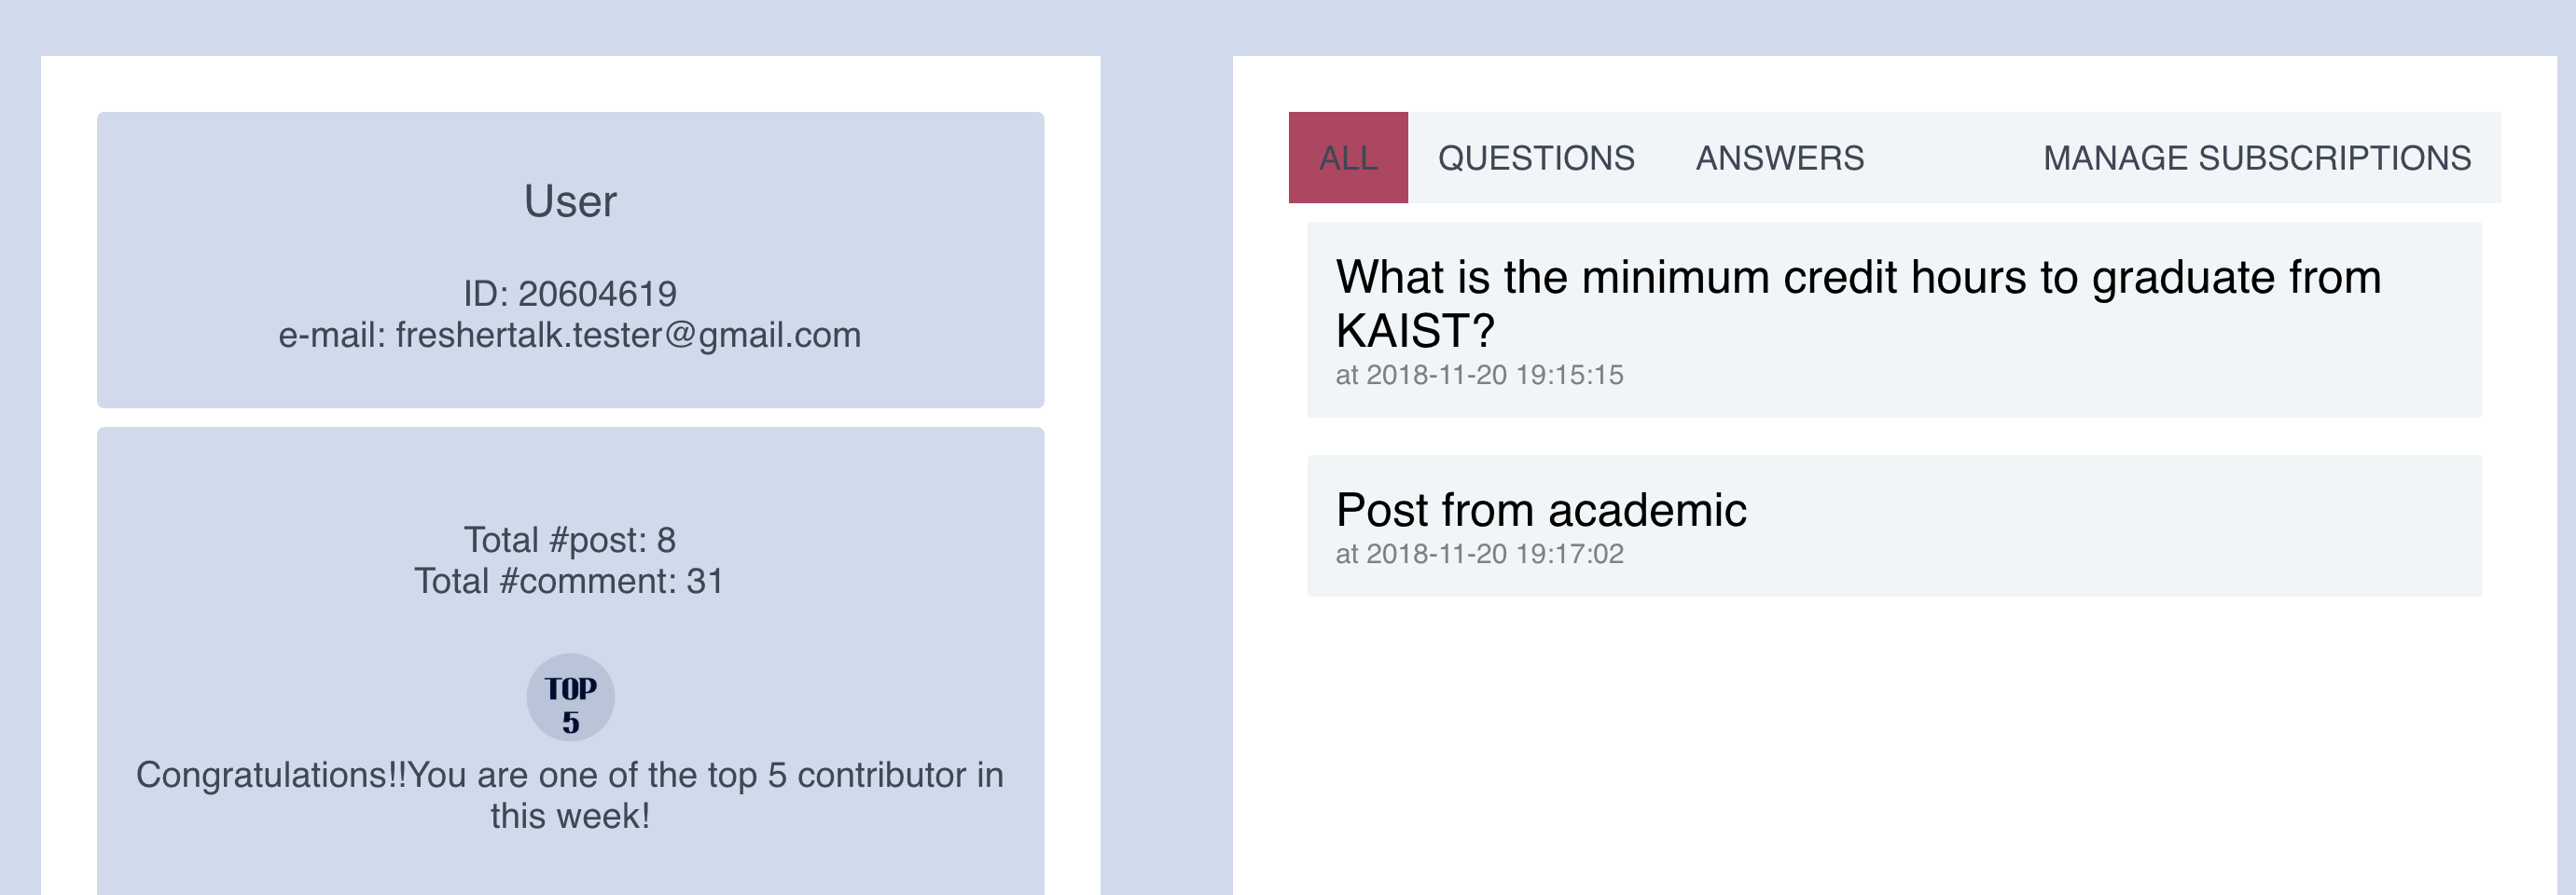 User
ID: 20604619
e-mail: freshertalk.tester@gmail.com
Total #post: 8
Total #comment: 31
TOP
5
Congratulations!!You are one of the top 5 contributor in
this week!
ALL QUESTIONS ANSWERS MANAGE SUBSCRIPTIONS
What is the minimum credit hours to graduate from
KAIST?
at 2018-11-20 19:15:15
Post from academic
at 2018-11-20 19:17:02